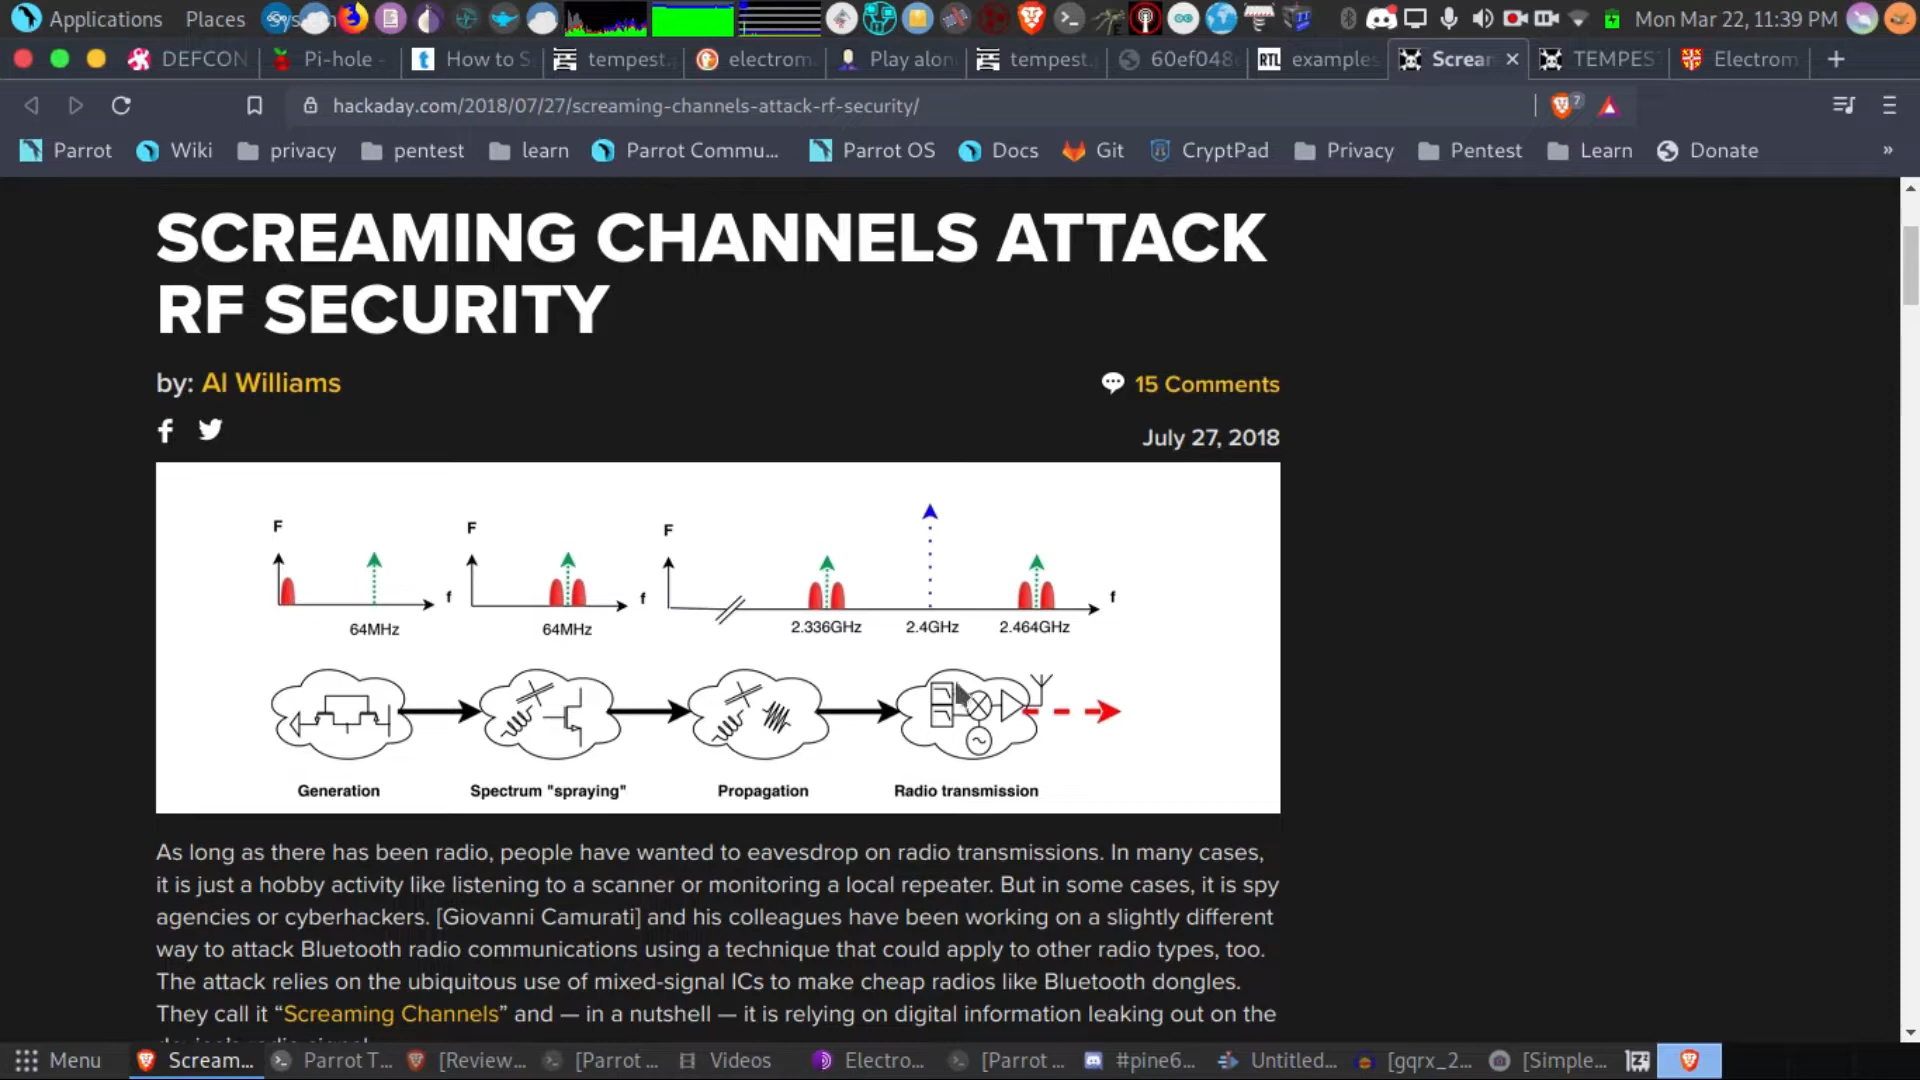 Applications Places Mon Mar 22, 11:39 PM
DEFCON Pi-hole - How to S tempest. electrom Play alon tempest. 60ef048 RTL examples Screar TEMPES Electrom
hackaday.com/2018/07/27/screaming-channels-attack-rf-security/ 7
Parrot Wiki privacy pentest learn Parrot Commu... Parrot OS Docs Git CryptPad Privacy Pentest Learn Donate »
SCREAMING CHANNELS ATTACK
RF SECURITY
by: Al Williams 15 Comments
July 27, 2018
F F F
f f f
64MHz 64MHz 2.336GHz 2.4GHz 2.464GHz
Generation Spectrum "spraying" Propagation Radio transmission
As long as there has been radio, people have wanted to eavesdrop on radio transmissions. In many cases,
it is just a hobby activity like listening to a scanner or monitoring a local repeater. But in some cases, it is spy
agencies or cyberhackers. [Giovanni Camurati] and his colleagues have been working on a slightly different
way to attack Bluetooth radio communications using a technique that could apply to other radio types, too.
The attack relies on the ubiquitous use of mixed-signal ICs to make cheap radios like Bluetooth dongles.
They call it “Screaming Channels” and — in a nutshell — it is relying on digital information leaking out on the
Menu Scream... Parrot T... [Review... [Parrot ... Videos Electro... [Parrot ... #pine6... Untitled... [gqrx_2... [Simple...